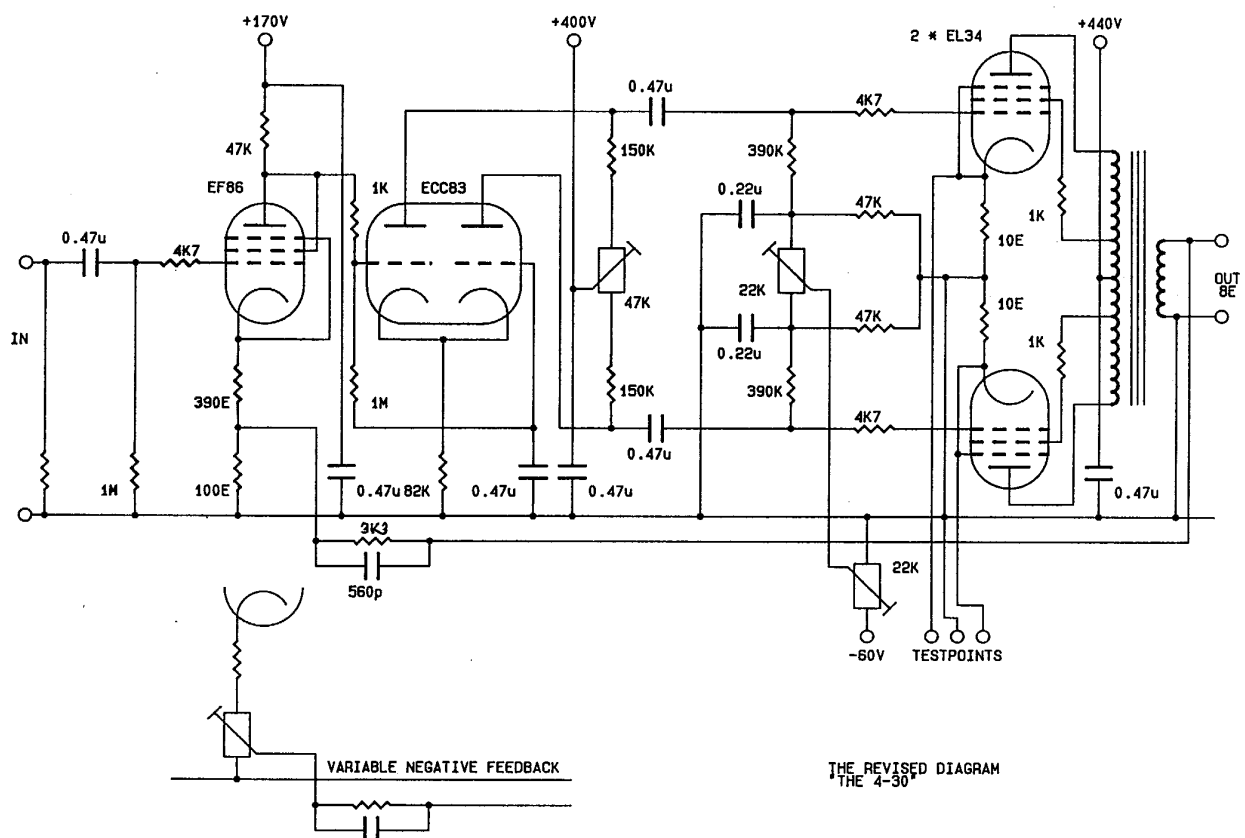 +170V
+400V
2 * EL34
+440V
0.47u
4K7
47K
150K
390K
EF86
1K
ECC83
0.22u
47K
1K
0.47u
4K7
10E
47K
22K
OUT
8E
10E
IN
47K
0.22u
1K
390E
1M
150K
390K
4K7
0.47u
1M
100E
0.47u
82K
0.47u
0.47u
0.47u
3K3
22K
560p
-60V
TESTPOINTS
VARIABLE NEGATIVE FEEDBACK
THE REVISED DIAGRAM
"THE 4-30"